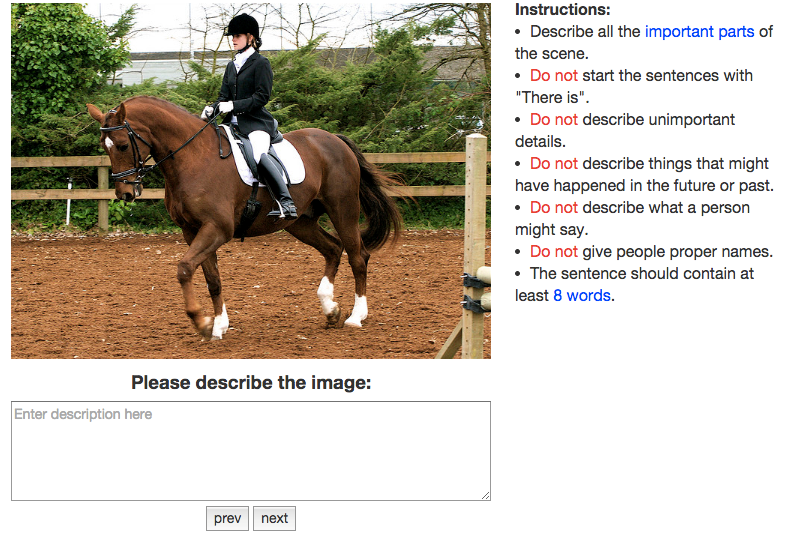 Instructions:
• Describe all the important parts of
the scene.
• Do not start the sentences with
"There is".
• Do not describe unimportant
details.
• Do not describe things that might
have happened in the future or past.
• Do not describe what a person
might say.
• Do not give people proper names.
• The sentence should contain at
least 8 words.
Please describe the image:
Enter description here
prev next